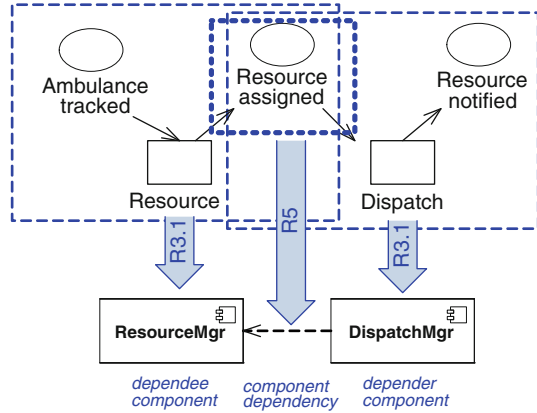 Ambulance
tracked
Resource
assigned
Resource
notified
Resource
Dispatch
R3.1
R5
R3.1
ResourceMgr
DispatchMgr
dependee
component
component
dependency
depender
component